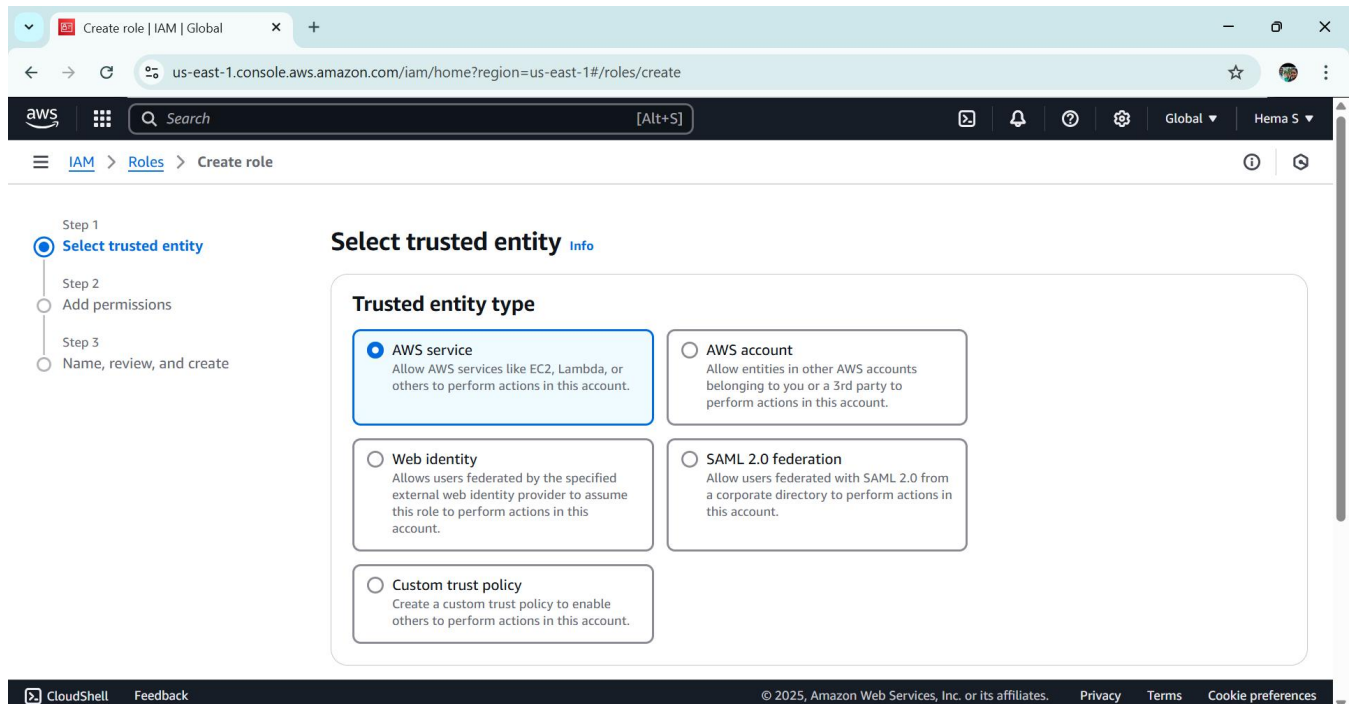 Create role | IAM | Global
us-east-1.console.aws.amazon.com/iam/home?region=us-east-1#/roles/create
aws
Search
[Alt+S]
Global
Hema S
IAM > Roles > Create role
Step 1
Select trusted entity
Step 2
Add permissions
Step 3
Name, review, and create
Select trusted entity Info
Trusted entity type
AWS service
Allow AWS services like EC2, Lambda, or
others to perform actions in this account.
AWS account
Allow entities in other AWS accounts
belonging to you or a 3rd party to
perform actions in this account.
Web identity
Allows users federated by the specified
external web identity provider to assume
this role to perform actions in this
account.
SAML 2.0 federation
Allow users federated with SAML 2.0 from
a corporate directory to perform actions in
this account.
Custom trust policy
Create a custom trust policy to enable
others to perform actions in this account.
CloudShell
Feedback
© 2025, Amazon Web Services, Inc. or its affiliates.
Privacy
Terms
Cookie preferences